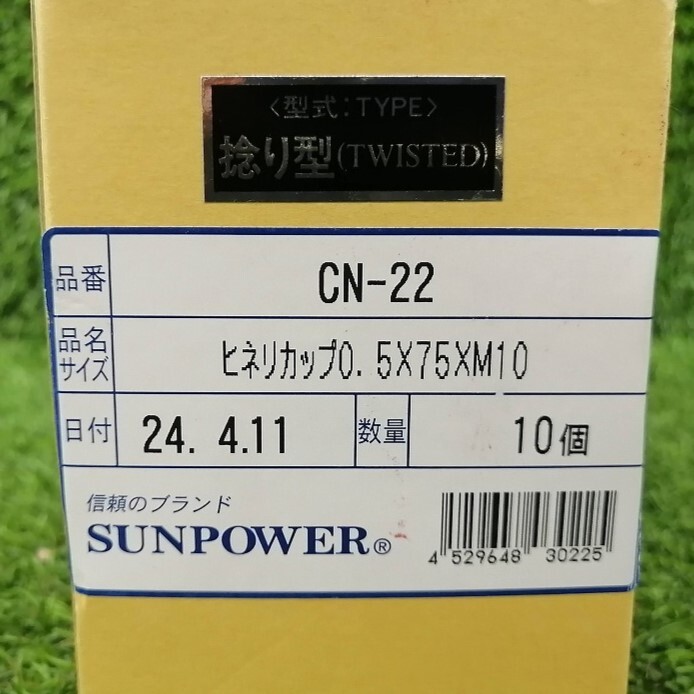 〈型式:TYPE〉
捻り型(TWISTED)
品番 CN-22
品名
サイズ
ヒネリカップ0.5X75XM10
日付 24. 4.11 数量 10個
信頼のブランド
SUNPOWER®
4 529648 30225